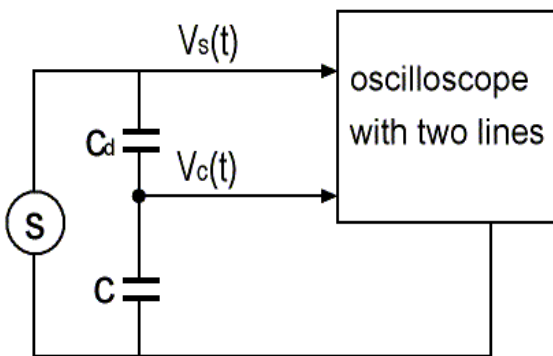 Vs(t)
oscilloscope
with two lines
Cd
Vc(t)
S
C